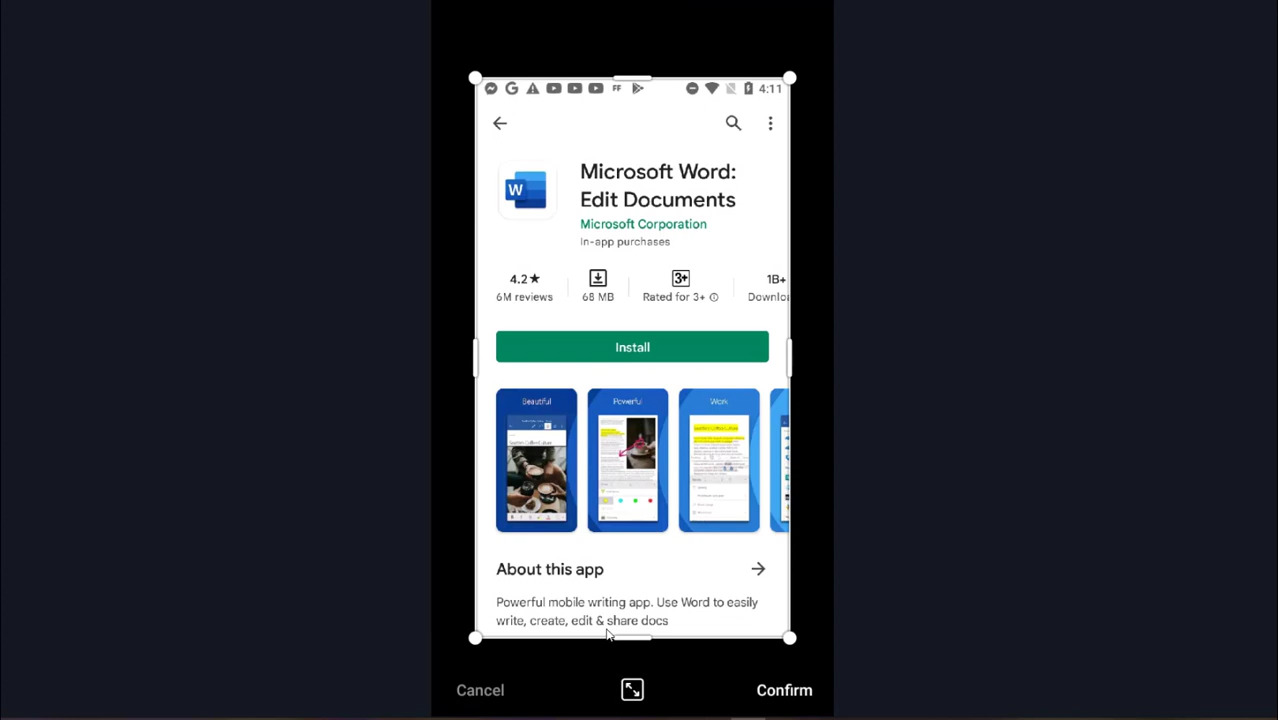 FF 4:11
Microsoft Word:
Edit Documents
Microsoft Corporation
In-app purchases
W
4.2★ 3+ 1B+
6M reviews 68 MB Rated for 3+ Downlo
Install
Beautiful Powerful Work
About this app
Powerful mobile writing app. Use Word to easily
write, create, edit & share docs
Cancel Confirm